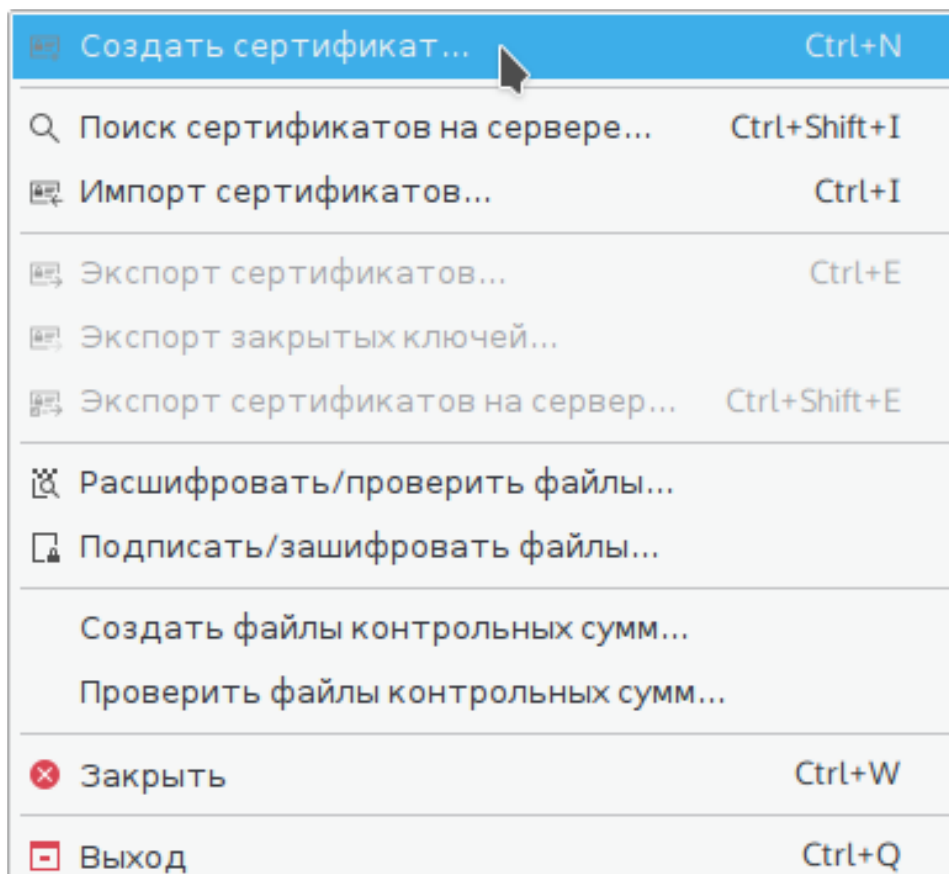 Создать сертификат... Ctrl+N
Поиск сертификатов на сервере... Ctrl+Shift+I
Импорт сертификатов... Ctrl+I
Экспорт сертификатов... Ctrl+E
Экспорт закрытых ключей...
Экспорт сертификатов на сервер... Ctrl+Shift+E
Расшифровать/проверить файлы...
Подписать/зашифровать файлы...
Создать файлы контрольных сумм...
Проверить файлы контрольных сумм...
Закрыть Ctrl+W
Выход Ctrl+Q